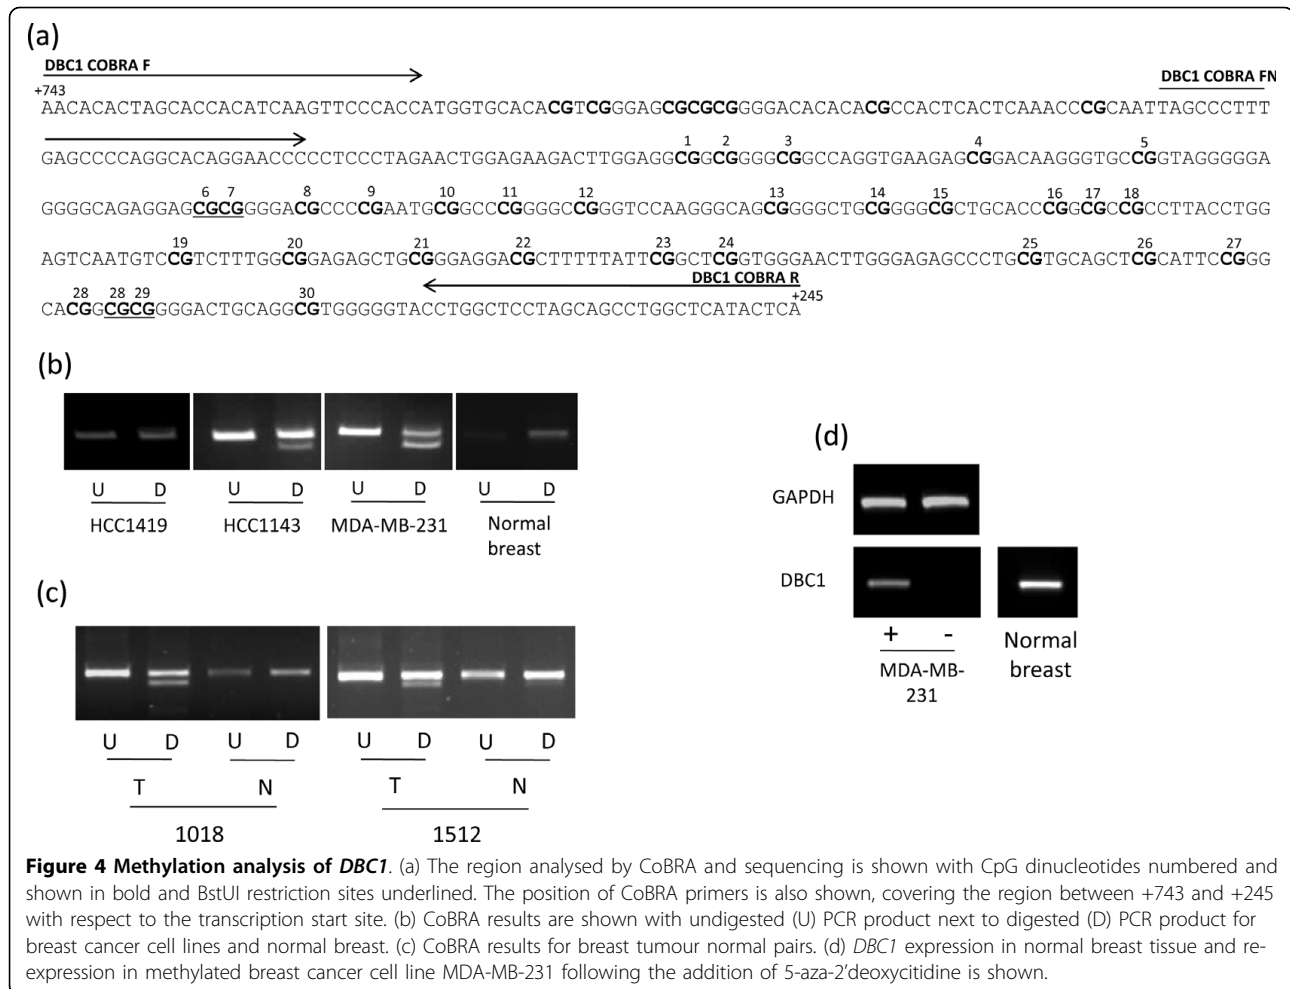 (a)
DBC1 COBRA F
DBC1 COBRA FN
+743
AACACACTAGCACCACATCAAGTTCCCACCATGGTGCACACGTCGGGAGCGCGCGGGGACACACACGCCACTCACTCAAACCCGCAATTAGCCCTTT
1 2 3 4 5
GAGCCCCAGGCACAGGAACCCCCTCCCTAGAACTGGAGAAGACTTGGAGGCGGCGGGGCGGCCAGGTGAAGAGCGGACAAGGGTGCCGGTAGGGGGA
6 7 8 9 10 11 12 13 14 15 16 17 18
GGGGCAGAGGAGCGCGGGGACGCCCCGAATGCGGCCCGGGGCCGGGTCCAAGGGCAGCGGGGCTGCGGGGCGCTGCACCCGGCGCCGCCTTACCTGG
19 20 21 22 23 24 25 26 27
AGTCAATGTCCGTCTTTGGCGGAGAGCTGCGGGAGGACGCTTTTTATTCGGCTCGGTGGGAACTTGGGAGAGCCCTGCGTGCAGCTCGCATTCCGGG
28 28 29 30 DBC1 COBRA R +245
CACGGCGCGGGGACTGCAGGCGTGGGGGTACCTGGCTCCTAGCAGCCTGGCTCATACTCA
(b)
U D U D U D U D
HCC1419 HCC1143 MDA-MB-231 Normal breast
(c)
U D U D U D U D
T N T N
1018 1512
(d)
GAPDH
DBC1
+ -
MDA-MB-231
Normal breast
Figure 4 Methylation analysis of DBC1. (a) The region analysed by CoBRA and sequencing is shown with CpG dinucleotides numbered and
shown in bold and BstUI restriction sites underlined. The position of CoBRA primers is also shown, covering the region between +743 and +245
with respect to the transcription start site. (b) CoBRA results are shown with undigested (U) PCR product next to digested (D) PCR product for
breast cancer cell lines and normal breast. (c) CoBRA results for breast tumour normal pairs. (d) DBC1 expression in normal breast tissue and re-
expression in methylated breast cancer cell line MDA-MB-231 following the addition of 5-aza-2’deoxycitidine is shown.